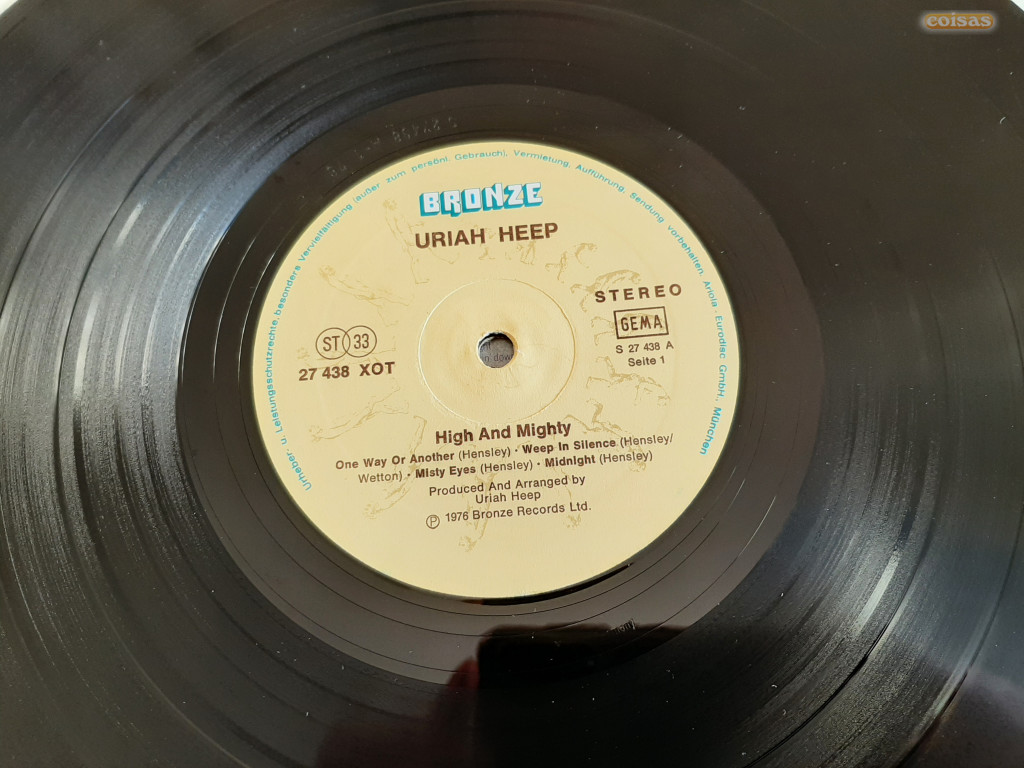 coisas
Urheber- u. Leistungsschutzrechte, besondere Vervielfältigung (außer zum persönl. Gebrauch), Vermietung, Aufführung, Sendung vorbehalten. Ariola-Eurodisc GmbH, München
BRONZE
URIAH HEEP
STEREO
GEMA
S 27 438 A
Seite 1
ST 33
27 438 XOT
High And Mighty
One Way Or Another (Hensley) · Weep In Silence (Hensley/
Wetton) · Misty Eyes (Hensley) · Midnight (Hensley)
Produced And Arranged by
Uriah Heep
Ⓟ 1976 Bronze Records Ltd.